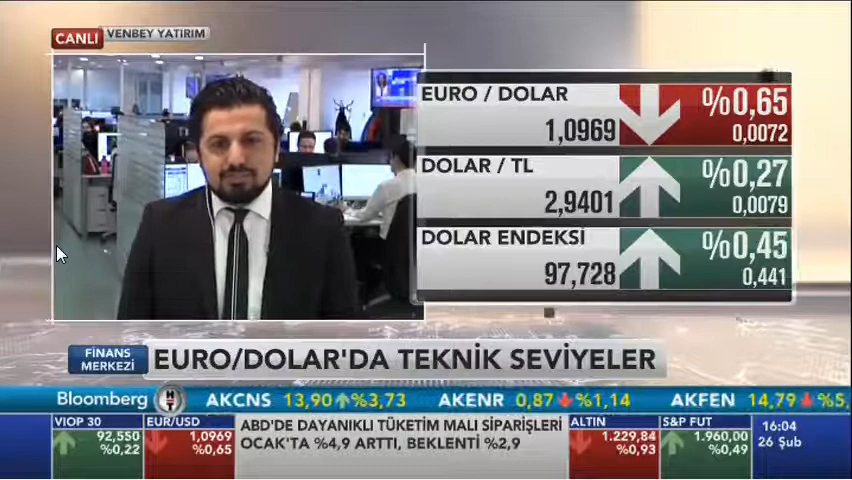 CANLI VENBEY YATIRIM
EURO / DOLAR
1,0969
%0,65
0,0072
DOLAR / TL
2,9401
%0,27
0,0079
DOLAR ENDEKSİ
97,728
%0,45
0,441
FİNANS
MERKEZİ
EURO/DOLAR'DA TEKNİK SEVİYELER
Bloomberg HT AKCNS 13,90 %3,73 AKENR 0,87 %1,14 AKFEN 14,79 %5,
VIOP 30
92,550
%0,22
EUR/USD
1,0969
%0,65
ABD'DE DAYANIKLI TÜKETİM MALI SİPARİŞLERİ
OCAK'TA %4,9 ARTTI, BEKLENTİ %2,9
ALTIN
1.229,84
%0,93
S&P FUT
1.960,00
%0,49
16:04
26 Şub